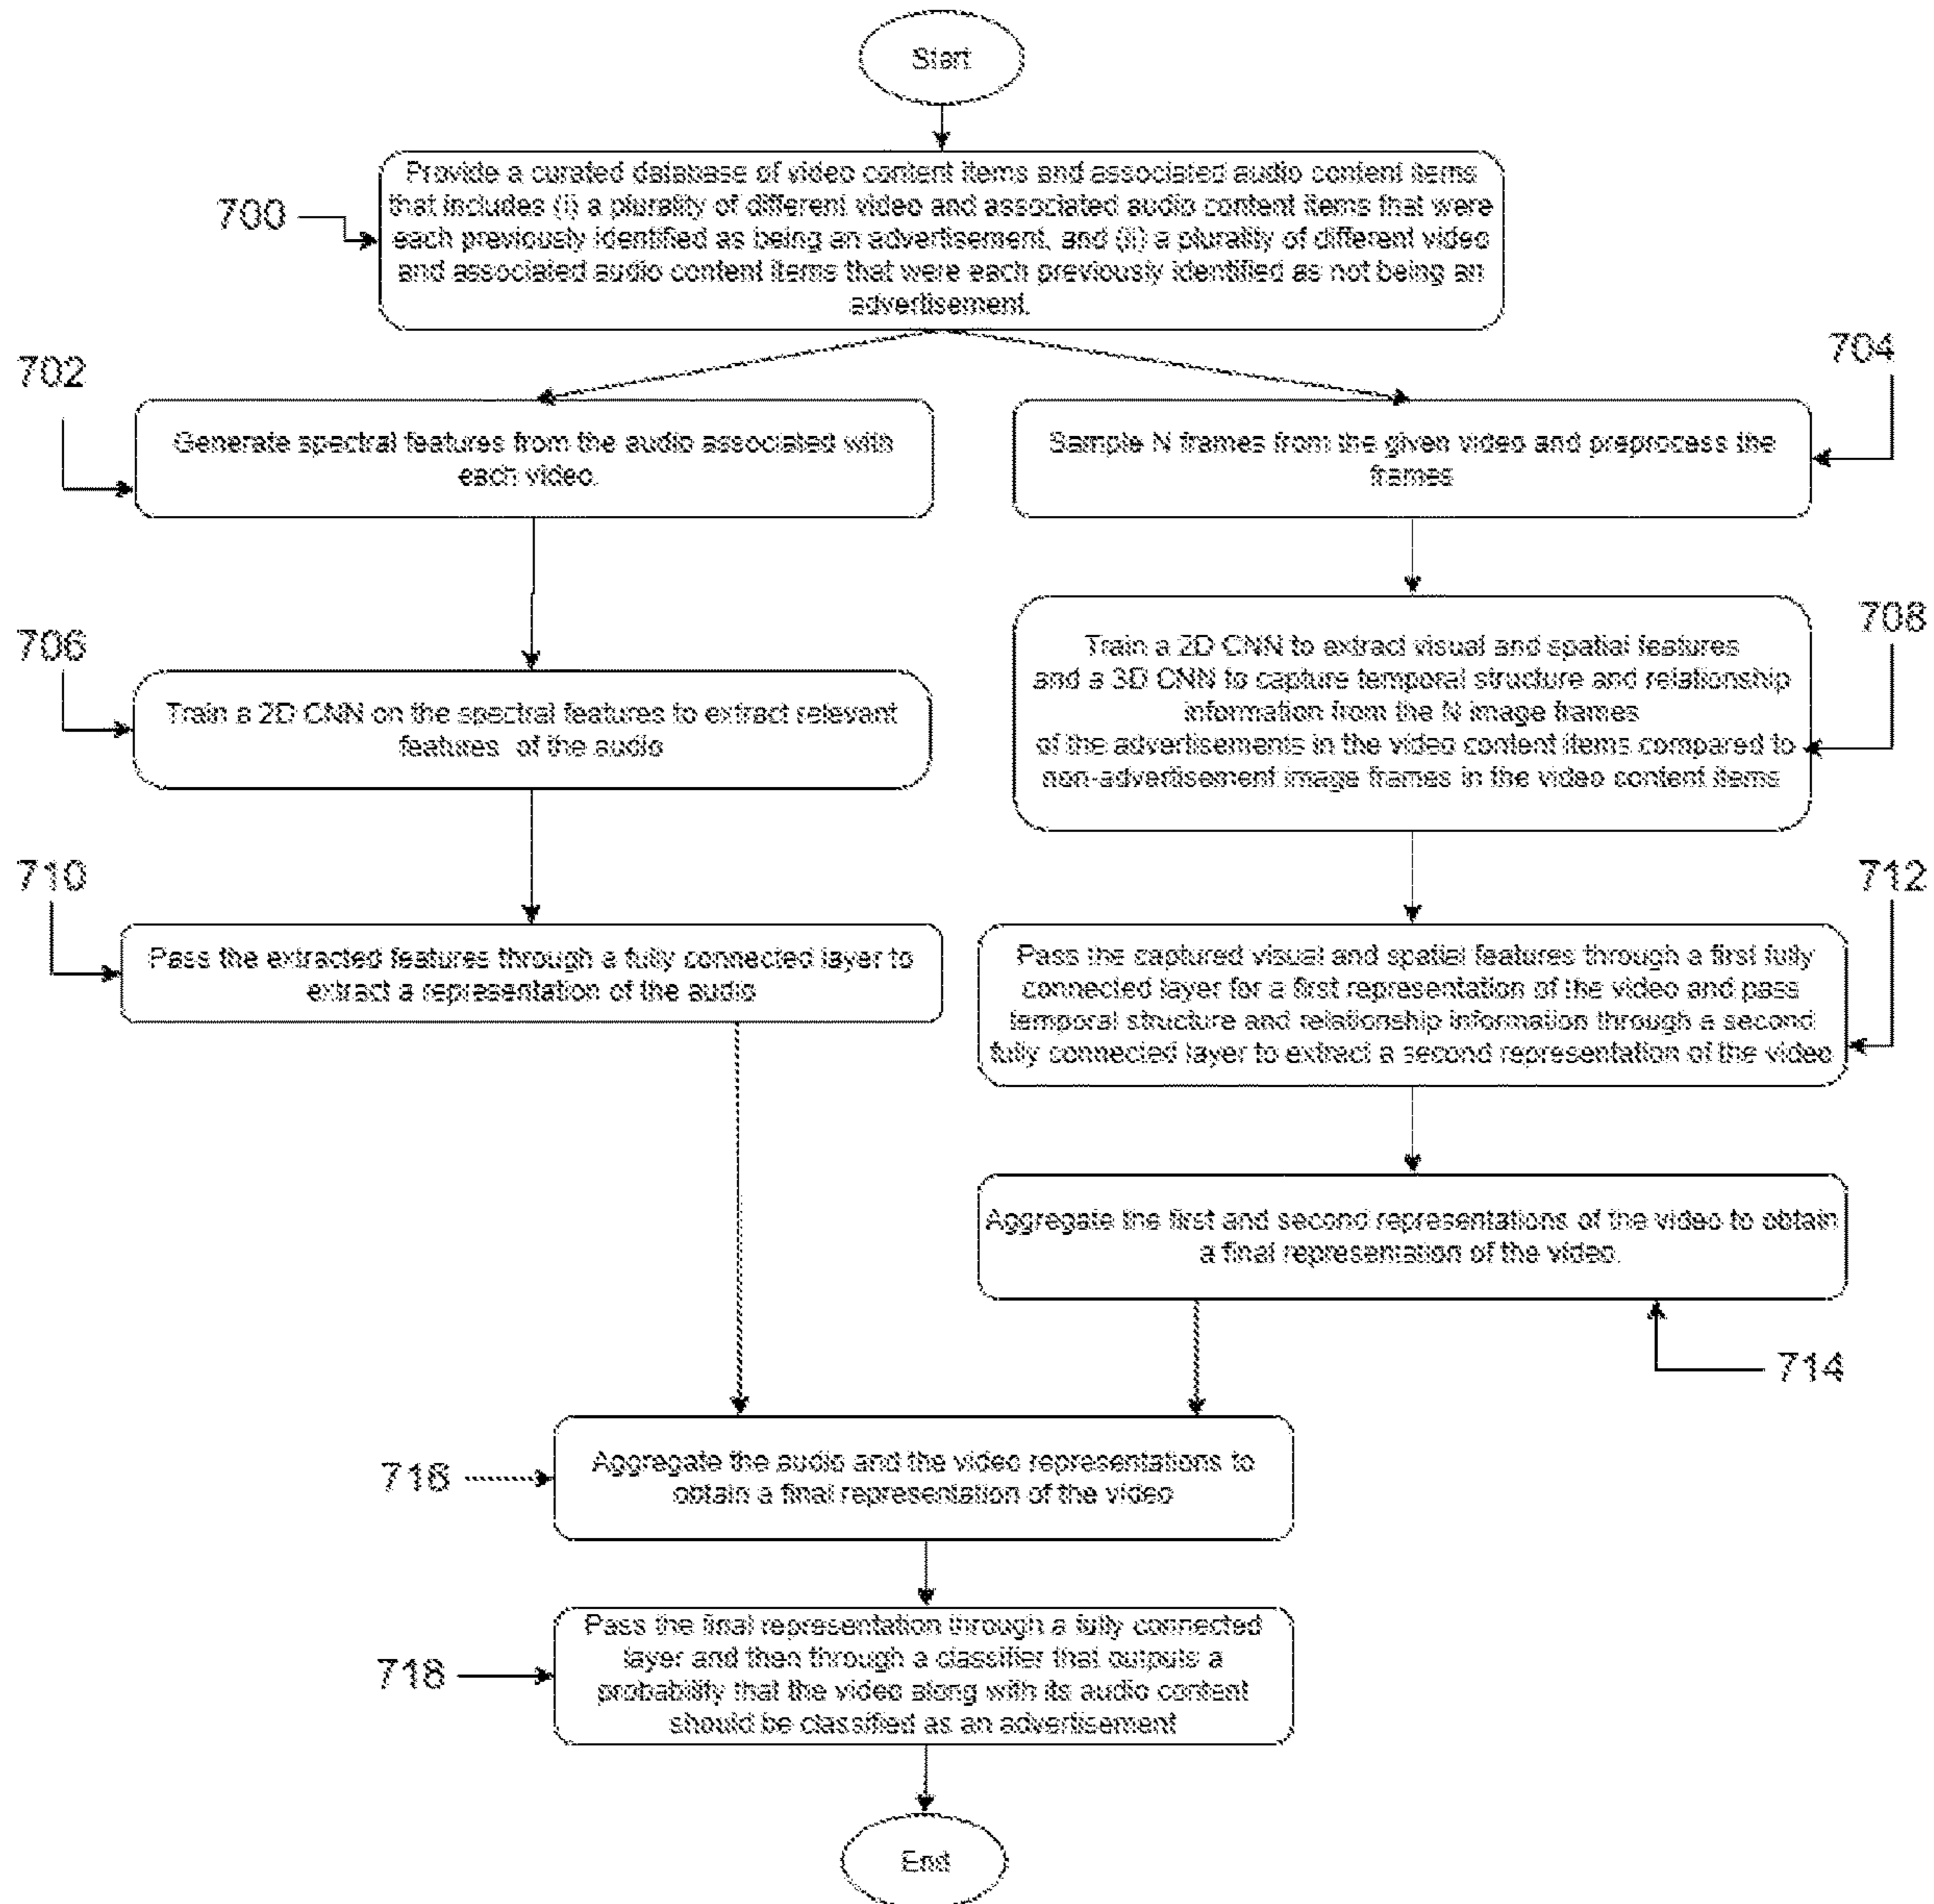 Start
700
Provide a curated database of video content items and associated audio content items
that includes (i) a plurality of different video and associated audio content items that were
each previously identified as being an advertisement, and (ii) a plurality of different video
and associated audio content items that were each previously identified as not being an
advertisement.
702
Generate spectral features from the audio associated with
each video.
704
Sample N frames from the given video and preprocess the
frames
706
Train a 2D CNN on the spectral features to extract relevant
features of the audio
708
Train a 2D CNN to extract visual and spatial features
and a 3D CNN to capture temporal structure and relationship
information from the N image frames
of the advertisements in the video content items compared to
non-advertisement image frames in the video content items
710
Pass the extracted features through a fully connected layer to
extract a representation of the audio
712
Pass the captured visual and spatial features through a first fully
connected layer for a first representation of the video and pass
temporal structure and relationship information through a second
fully connected layer to extract a second representation of the video
Aggregate the first and second representations of the video to obtain
a final representation of the video.
714
716
Aggregate the audio and the video representations to
obtain a final representation of the video
718
Pass the final representation through a fully connected
layer and then through a classifier that outputs a
probability that the video along with its audio content
should be classified as an advertisement
End